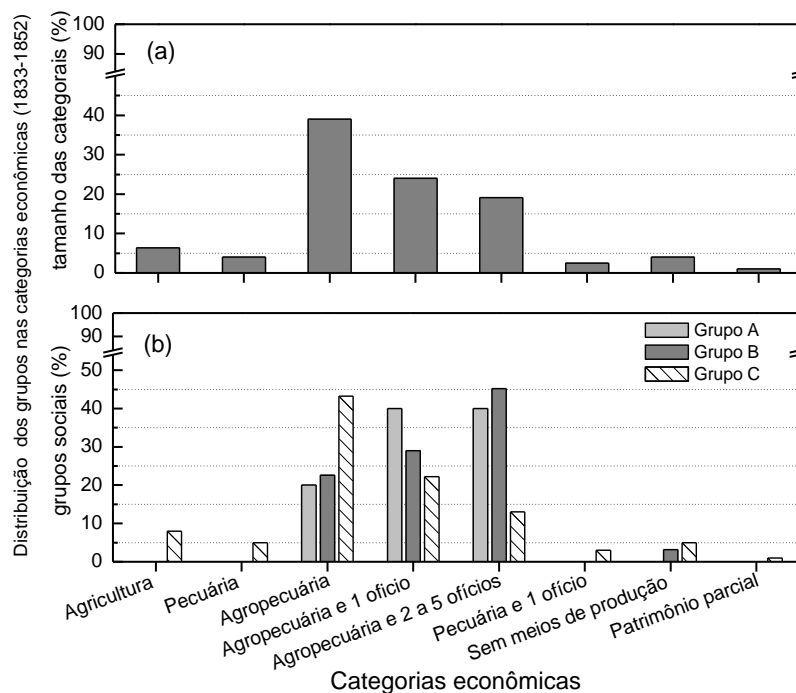 Distribuição dos grupos nas categorias econômicas (1833-1852)
tamanho das categorais (%)
(a)
100
40
30
20
10
0
grupos sociais (%)
(b)
100
90
50
40
30
20
10
0
Grupo A
Grupo B
Grupo C
Agricultura
Pecuária
Agropecuária
Agropecuária e 1 ofício
Agropecuária e 2 a 5 ofícios
Pecuária e 1 ofício
Sem meios de produção
Patrimônio parcial
Categorias econômicas